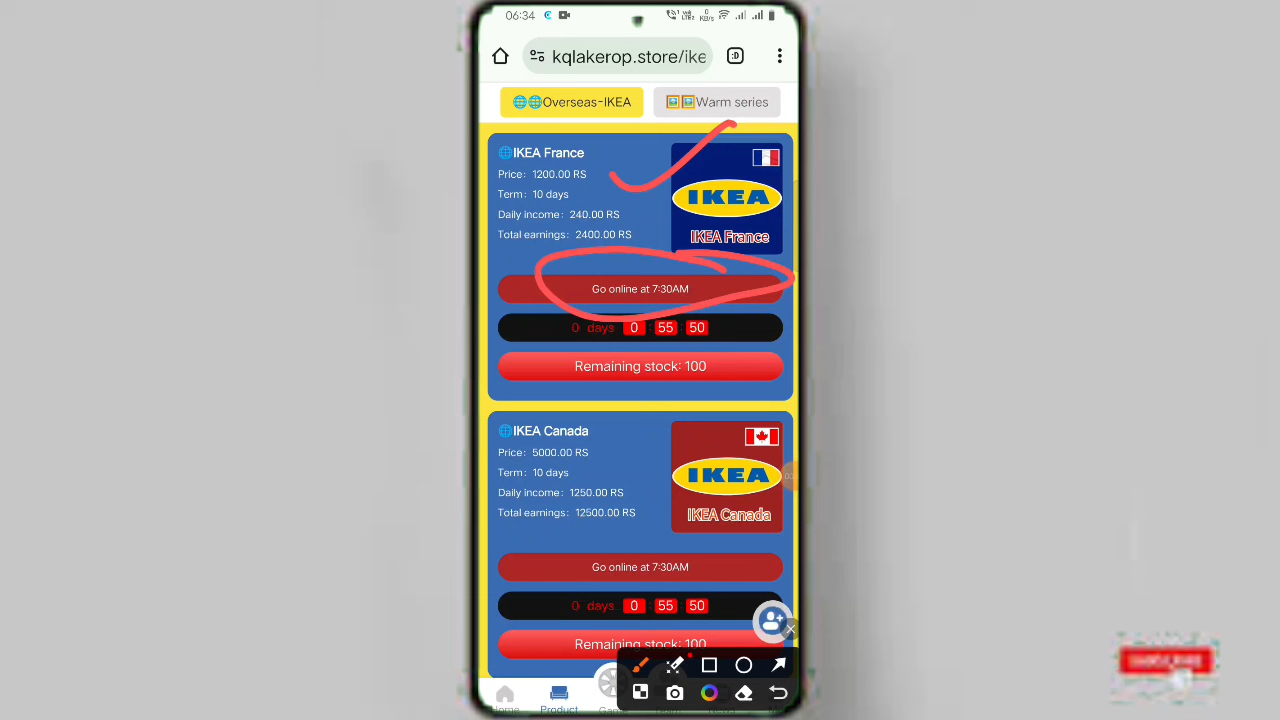 06:34
0
KB/s
kqlakerop.store/ike
:D
🌐🌐Overseas-IKEA
🖼️🖼️Warm series
🌐IKEA France
Price: 1200.00 RS
Term: 10 days
Daily income: 240.00 RS
Total earnings: 2400.00 RS
IKEA
IKEA France
Go online at 7:30AM
0 days 0 : 55 : 50
Remaining stock: 100
🌐IKEA Canada
Price: 5000.00 RS
Term: 10 days
Daily income: 1250.00 RS
Total earnings: 12500.00 RS
IKEA
IKEA Canada
Go online at 7:30AM
0 days 0 : 55 : 50
Remaining stock: 100
Home
Product